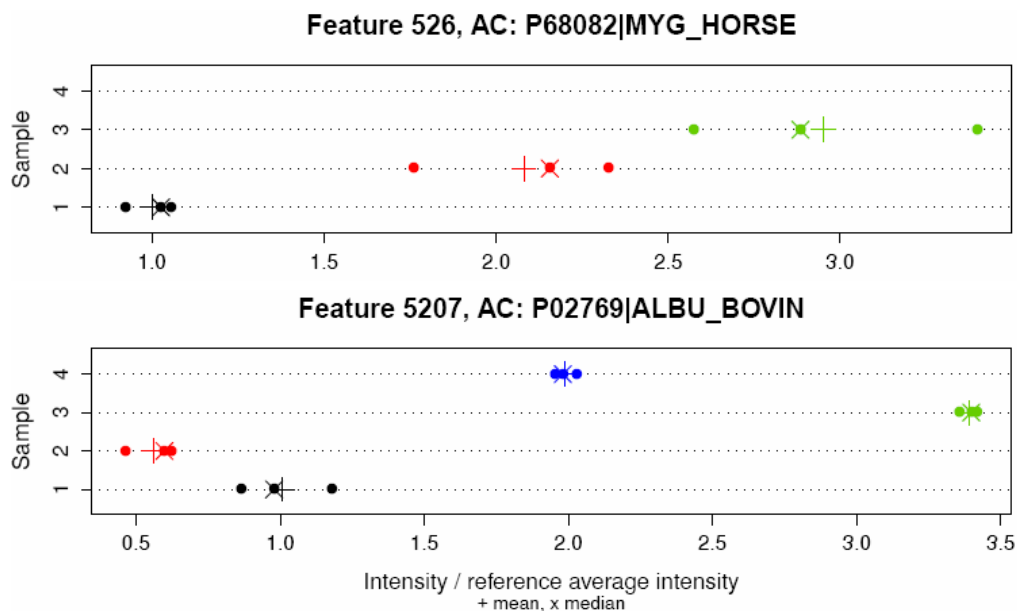 Feature 526, AC: P68082|MYG_HORSE
Sample
4
3
2
1
1.0 1.5 2.0 2.5 3.0
Feature 5207, AC: P02769|ALBU_BOVIN
Sample
4
3
2
1
0.5 1.0 1.5 2.0 2.5 3.0 3.5
Intensity / reference average intensity
+ mean, x median